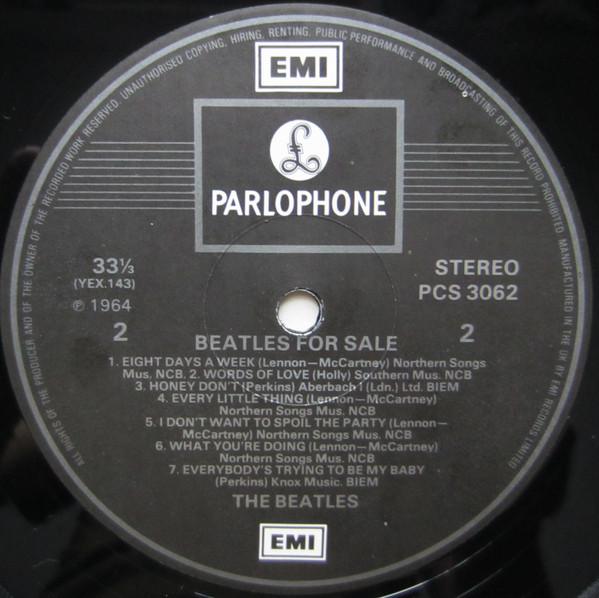 ALL RIGHTS OF THE PRODUCER AND OF THE OWNER OF THE RECORDED WORK RESERVED. UNAUTHORISED COPYING, HIRING, RENTING, PUBLIC PERFORMANCE AND BROADCASTING OF THIS RECORD PROHIBITED. MANUFACTURED IN THE UK BY EMI RECORDS LIMITED
EMI
£
PARLOPHONE
33⅓
(YEX.143)
℗ 1964
2
STEREO
PCS 3062
2
BEATLES FOR SALE
1. EIGHT DAYS A WEEK (Lennon—McCartney) Northern Songs
Mus. NCB. 2. WORDS OF LOVE (Holly) Southern Mus. NCB
3. HONEY DON'T (Perkins) Aberbach (Ldn.) Ltd. BIEM
4. EVERY LITTLE THING (Lennon—McCartney)
Northern Songs Mus. NCB
5. I DON'T WANT TO SPOIL THE PARTY (Lennon—
McCartney) Northern Songs Mus. NCB
6. WHAT YOU'RE DOING (Lennon—McCartney)
Northern Songs Mus. NCB
7. EVERYBODY'S TRYING TO BE MY BABY
(Perkins) Knox Music. BIEM
THE BEATLES
EMI